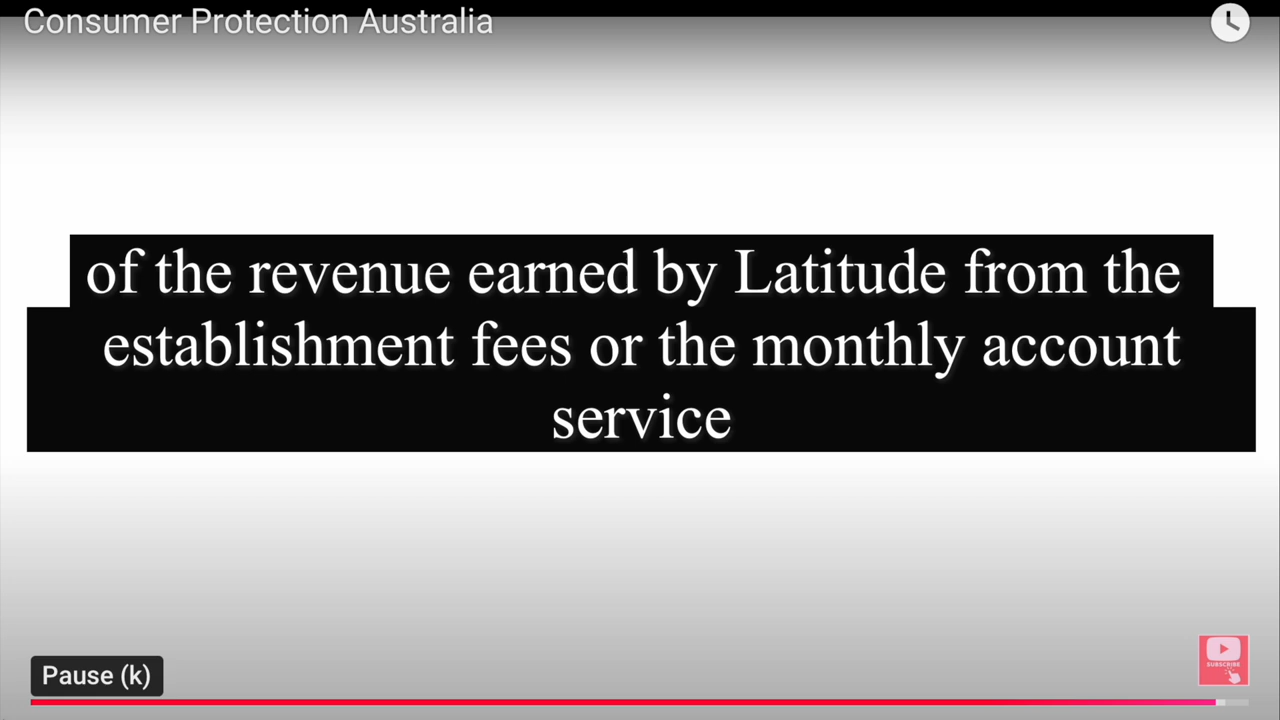 Consumer Protection Australia
of the revenue earned by Latitude from the
establishment fees or the monthly account
service
Pause (k)
SUBSCRIBE